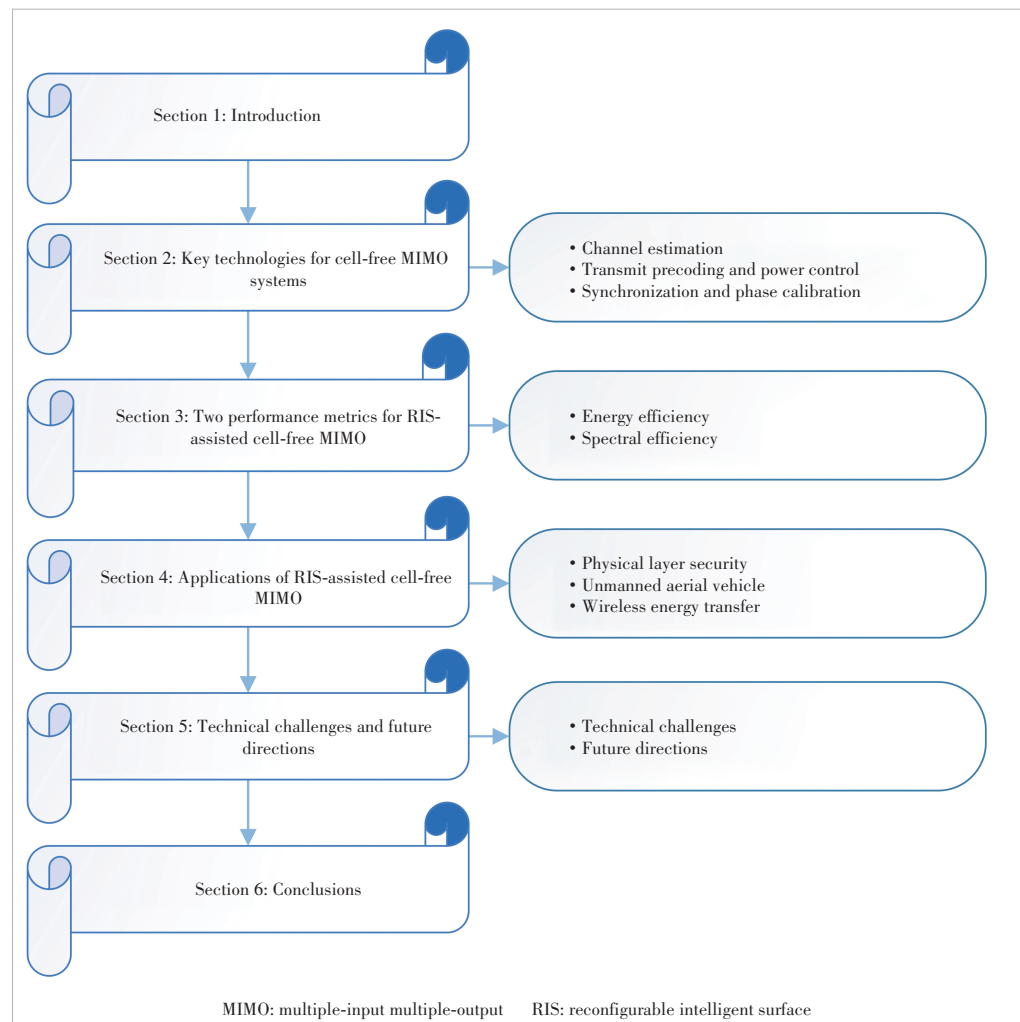 Section 1: Introduction
Section 2: Key technologies for cell-free MIMO
systems
• Channel estimation
• Transmit precoding and power control
• Synchronization and phase calibration
Section 3: Two performance metrics for RIS-
assisted cell-free MIMO
• Energy efficiency
• Spectral efficiency
Section 4: Applications of RIS-assisted cell-free
MIMO
• Physical layer security
• Unmanned aerial vehicle
• Wireless energy transfer
Section 5: Technical challenges and future
directions
• Technical challenges
• Future directions
Section 6: Conclusions
MIMO: multiple-input multiple-output RIS: reconfigurable intelligent surface